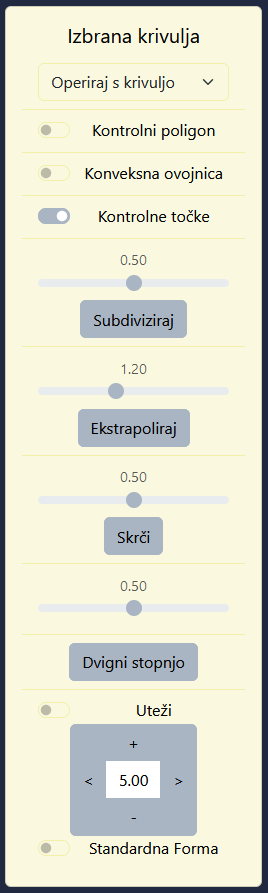 Izbrana krivulja
Operiraj s krivuljo
Kontrolni poligon
Konveksna ovojnica
Kontrolne točke
0.50
Subdiviziraj
1.20
Ekstrapoliraj
0.50
Skrči
0.50
Dvigni stopnjo
Uteži
+
< 5.00 >
-
Standardna Forma